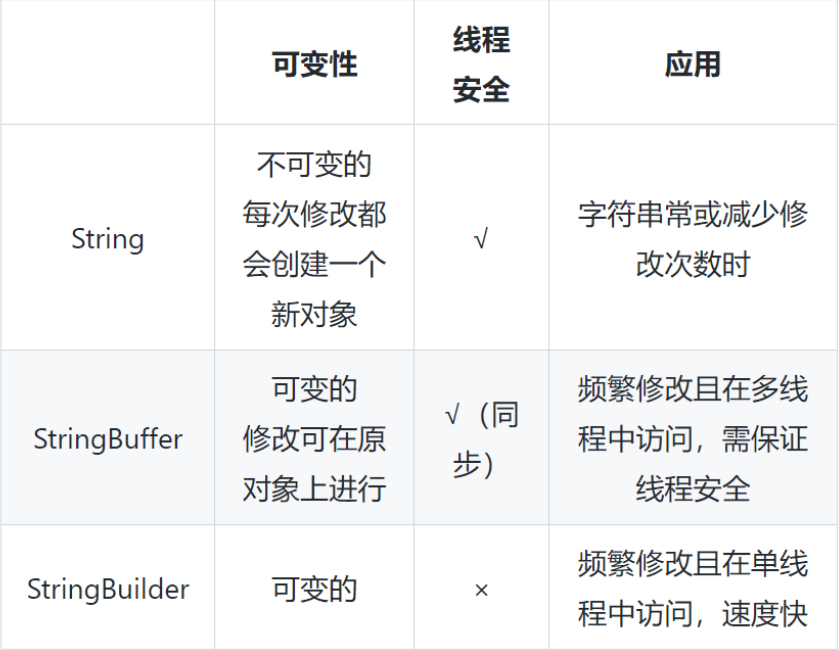 可变性
线程
安全
应用
String
不可变的
每次修改都
会创建一个
新对象
√
字符串常或减少修
改次数时
StringBuffer
可变的
修改可在原
对象上进行
√（同
步）
频繁修改且在多线
程中访问，需保证
线程安全
StringBuilder
可变的
×
频繁修改且在单线
程中访问，速度快